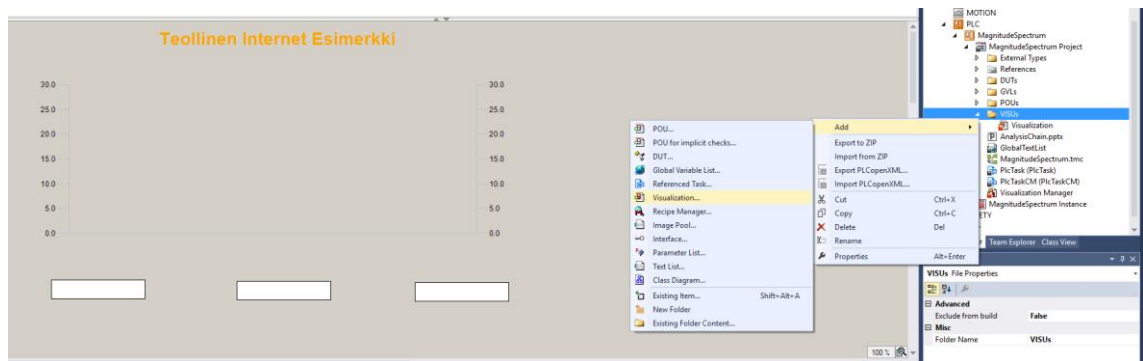 Teollinen Internet Esimerkki
30.0
25.0
20.0
15.0
10.0
5.0
0.0
30.0
25.0
20.0
15.0
10.0
5.0
0.0
100 %
POU...
POU for implicit checks...
DUT...
Global Variable List...
Referenced Task...
Visualization...
Recipe Manager...
Image Pool...
Interface...
Parameter List...
Text List...
Class Diagram...
Existing Item... Shift+Alt+A
New Folder
Existing Folder Content...
Add
Export to ZIP
Import from ZIP
Export PLCopenXML...
Import PLCopenXML...
Cut Ctrl+X
Copy Ctrl+C
Delete Del
Rename
Properties Alt+Enter
MOTION
PLC
MagnitudeSpectrum
MagnitudeSpectrum Project
External Types
References
DUTs
GVLs
POUs
VISUs
Visualization
AnalysisChain.pptx
GlobalTextList
MagnitudeSpectrum.tmc
PlcTask (PlcTask)
PlcTaskCM (PlcTaskCM)
Visualization Manager
MagnitudeSpectrum Instance
ETY
Team Explorer Class View
VISUs File Properties
Advanced
Exclude from build False
Misc
Folder Name VISUs